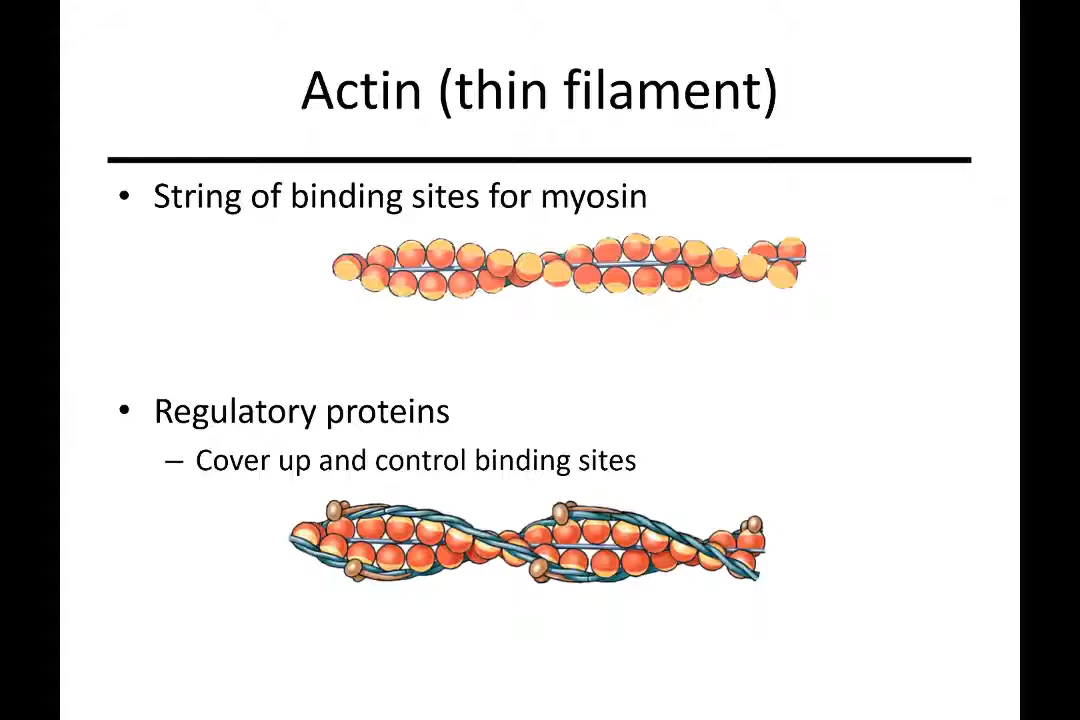 Actin (thin filament)
• String of binding sites for myosin
• Regulatory proteins
– Cover up and control binding sites